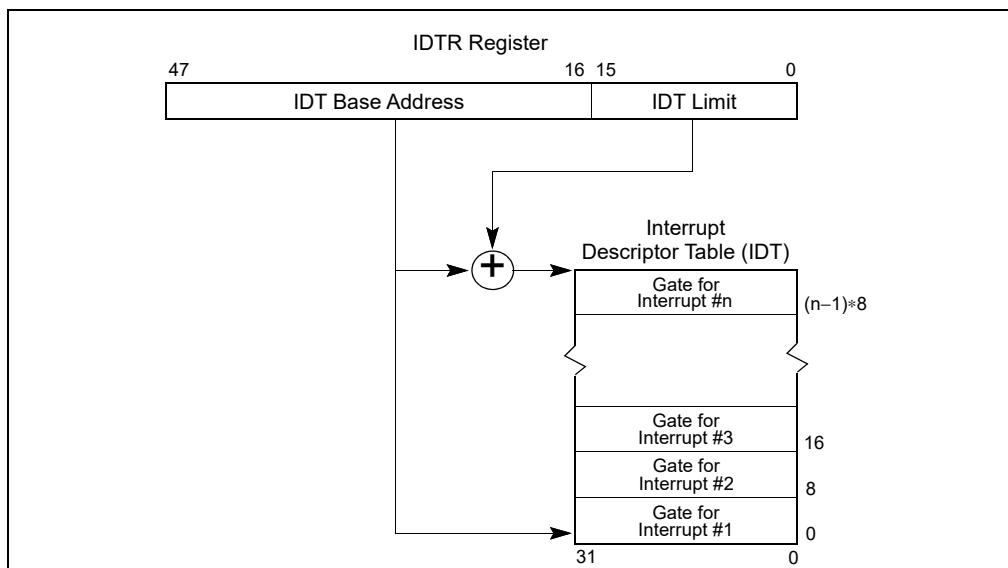 IDTR Register
47 16 15 0
IDT Base Address IDT Limit
+
Interrupt
Descriptor Table (IDT)
Gate for
Interrupt #n
(n−1)∗8
Gate for
Interrupt #3
16
Gate for
Interrupt #2
8
Gate for
Interrupt #1
0
31 0